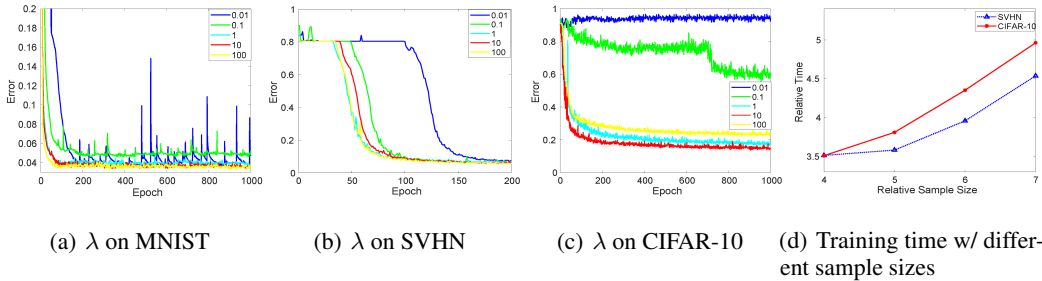 0.2
0.18
0.16
0.14
0.12
0.1
0.08
0.06
0.04
Error
0.01
0.1
1
10
100
0 200 400 600 800 1000
Epoch
1
0.8
0.6
0.4
0.2
0
Error
0.01
0.1
1
10
100
0 50 100 150 200
Epoch
1
0.8
0.6
0.4
0.2
0
Error
0.01
0.1
1
10
100
0 200 400 600 800 1000
Epoch
5
4.5
4
3.5
Relative Time
SVHN
CIFAR-10
4 5 6 7
Relative Sample Size
(a) λ on MNIST
(b) λ on SVHN
(c) λ on CIFAR-10
(d) Training time w/ differ-
ent sample sizes